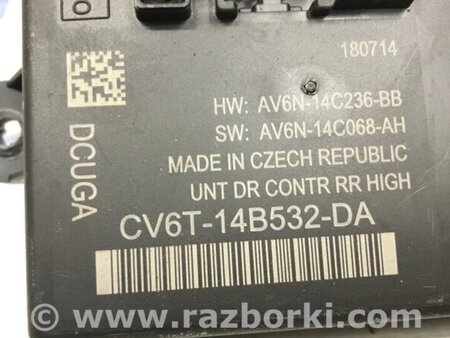 180714
HW: AV6N-14C236-BB
SW: AV6N-14C068-AH
MADE IN CZECH REPUBLIC
UNT DR CONTR RR HIGH
CV6T-14B532-DA
DCUGA
www.razborki.com